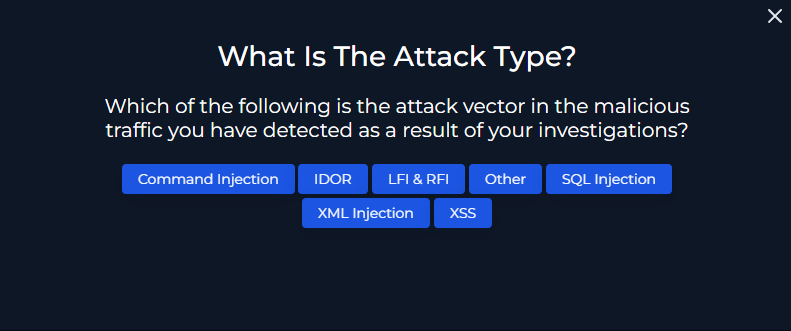 What Is The Attack Type?
Which of the following is the attack vector in the malicious
traffic you have detected as a result of your investigations?
Command Injection IDOR LFI & RFI Other SQL Injection
XML Injection XSS